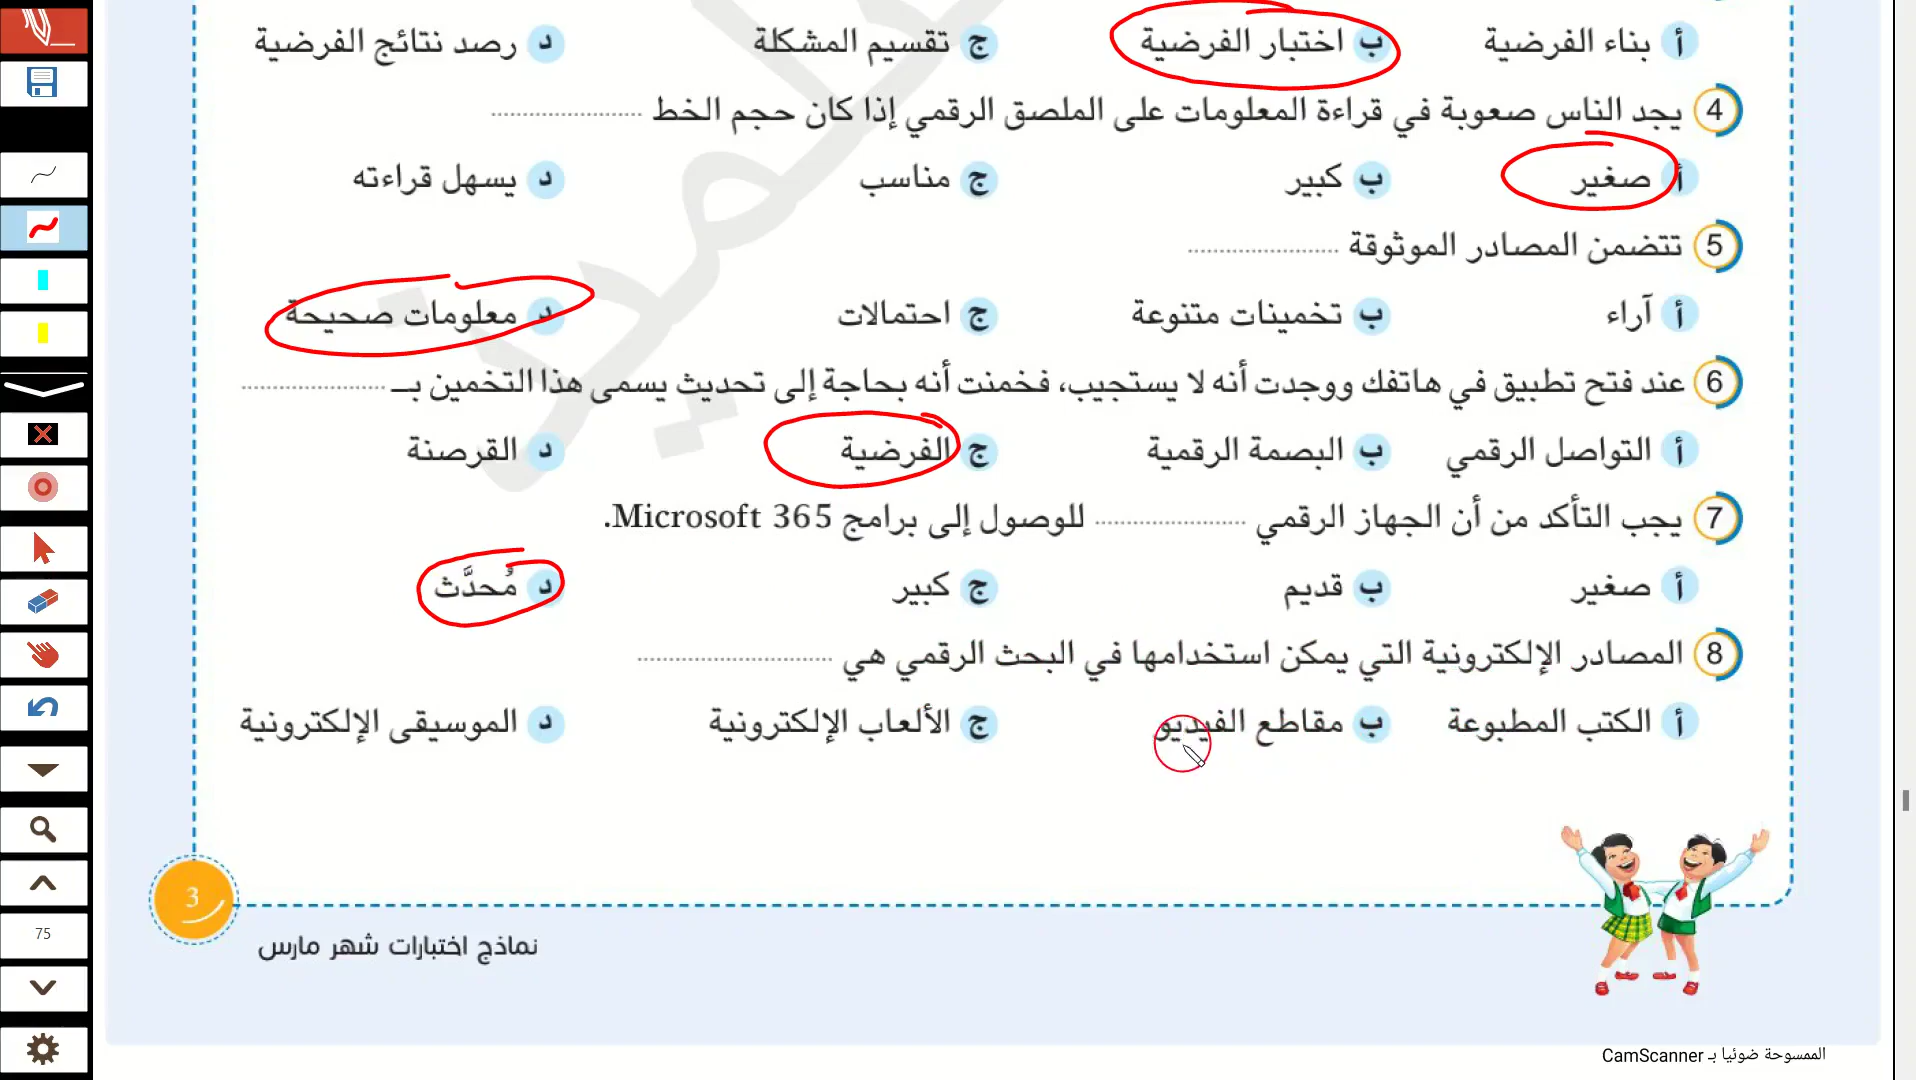 أ بناء الفرضية ب اختبار الفرضية ج تقسيم المشكلة د رصد نتائج الفرضية
4 يجد الناس صعوبة في قراءة المعلومات على الملصق الرقمي إذا كان حجم الخط ......................
أ صغير ب كبير ج مناسب د يسهل قراءته
5 تتضمن المصادر الموثوقة ......................
أ آراء ب تخمينات متنوعة ج احتمالات د معلومات صحيحة
6 عند فتح تطبيق في هاتفك ووجدت أنه لا يستجيب، فخمنت أنه بحاجة إلى تحديث يسمى هذا التخمين بــ ......................
أ التواصل الرقمي ب البصمة الرقمية ج الفرضية د القرصنة
7 يجب التأكد من أن الجهاز الرقمي ...................... للوصول إلى برامج Microsoft 365.
أ صغير ب قديم ج كبير د مُحدَّث
8 المصادر الإلكترونية التي يمكن استخدامها في البحث الرقمي هي ......................
أ الكتب المطبوعة ب مقاطع الفيديو ج الألعاب الإلكترونية د الموسيقى الإلكترونية
3
نماذج اختبارات شهر مارس
75
الممسوحة ضوئيا بـ CamScanner